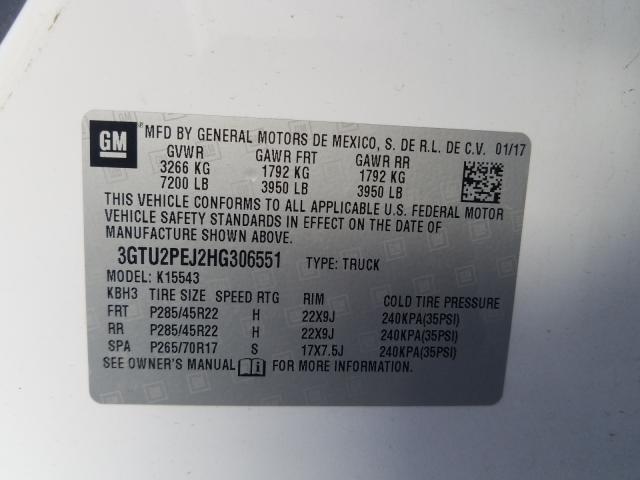 GM ® MFD BY GENERAL MOTORS DE MEXICO, S. DE R.L. DE C.V. 01/17
GVWR GAWR FRT GAWR RR
3266 KG 1792 KG 1792 KG
7200 LB 3950 LB 3950 LB
THIS VEHICLE CONFORMS TO ALL APPLICABLE U.S. FEDERAL MOTOR
VEHICLE SAFETY STANDARDS IN EFFECT ON THE DATE OF
MANUFACTURE SHOWN ABOVE.
3GTU2PEJ2HG306551 TYPE: TRUCK
MODEL: K15543
KBH3 TIRE SIZE SPEED RTG RIM COLD TIRE PRESSURE
FRT P285/45R22 H 22X9J 240KPA(35PSI)
RR P285/45R22 H 22X9J 240KPA(35PSI)
SPA P265/70R17 S 17X7.5J 240KPA(35PSI)
SEE OWNER'S MANUAL FOR MORE INFORMATION.